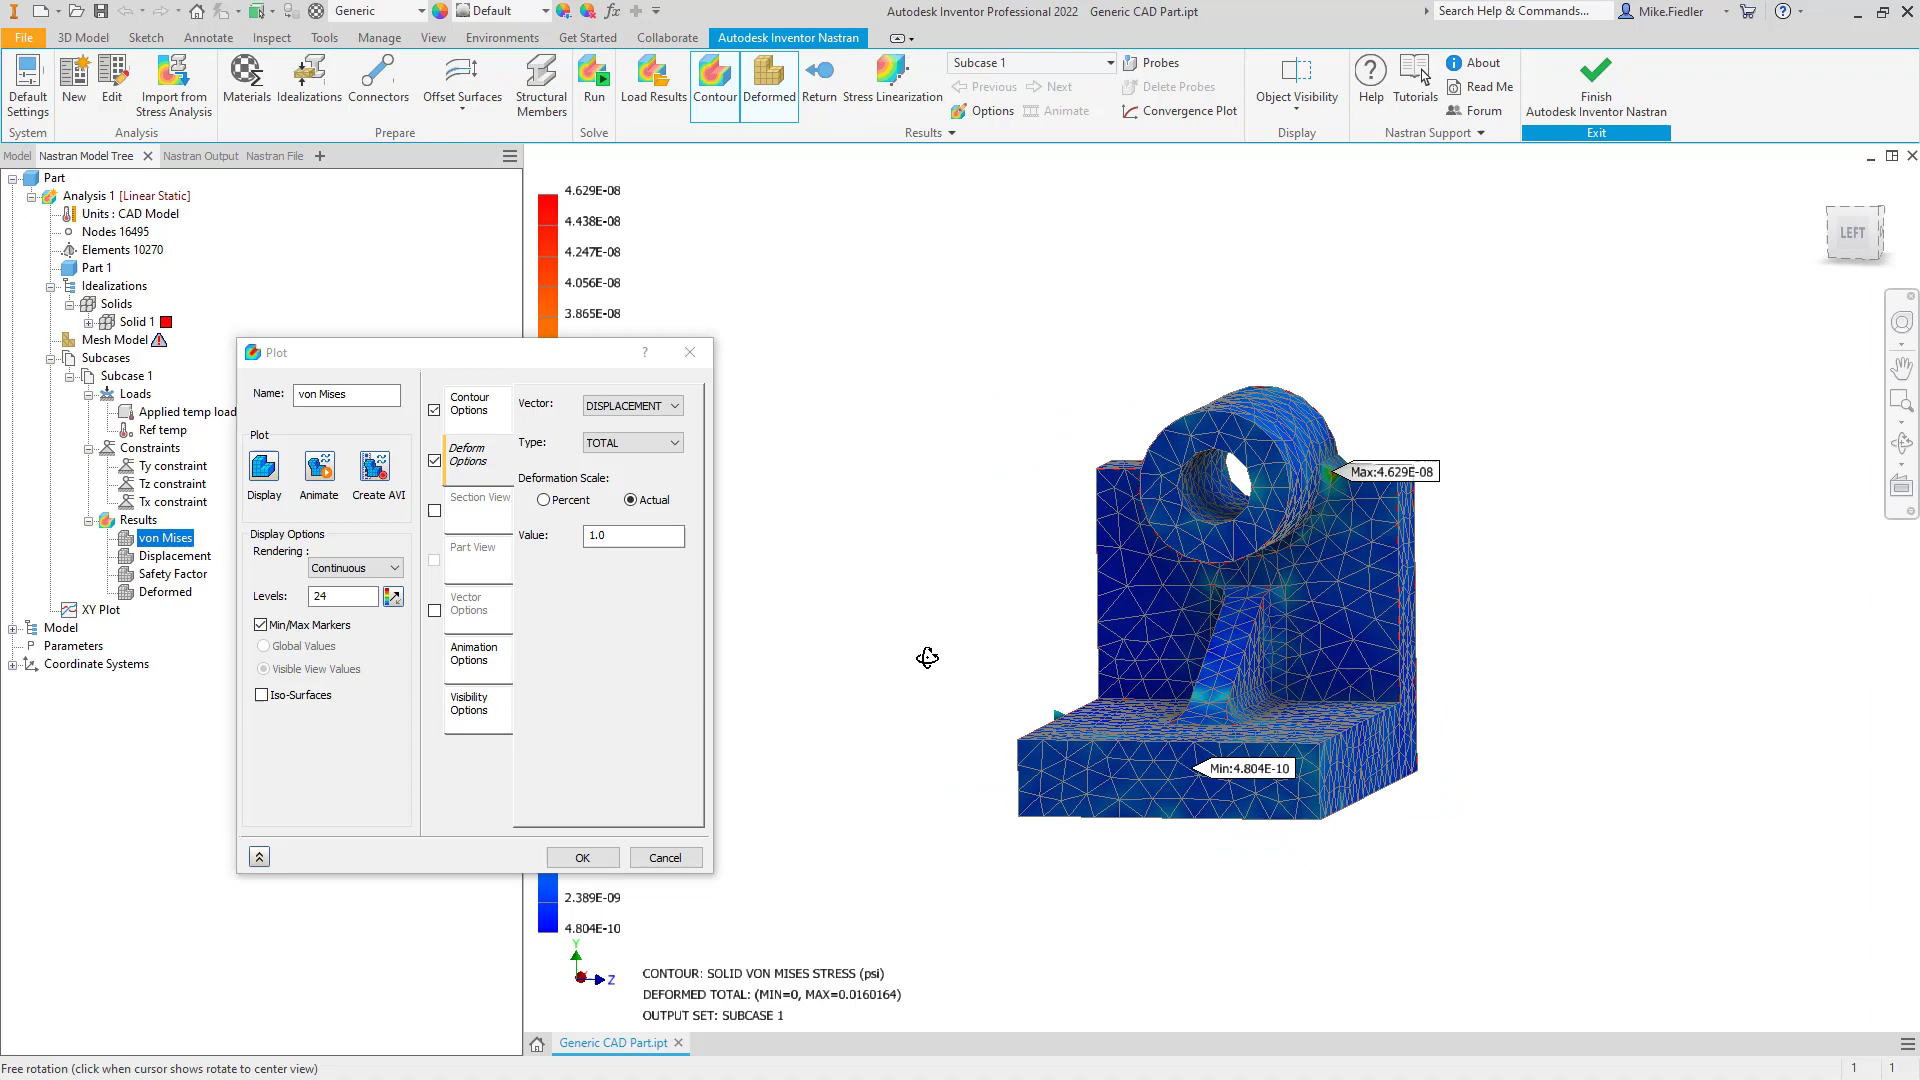 Generic
Default
fx
Autodesk Inventor Professional 2022 Generic CAD Part.ipt
Search Help & Commands...
Mike.Fiedler
File 3D Model Sketch Annotate Inspect Tools Manage View Environments Get Started Collaborate Autodesk Inventor Nastran
Default Settings
New
Edit
Import from Stress Analysis
Materials
Idealizations
Connectors
Offset Surfaces
Structural Members
Run
Load Results
Contour
Deformed
Return
Stress Linearization
Subcase 1
Previous
Next
Options
Animate
Probes
Delete Probes
Convergence Plot
Object Visibility
Help
Tutorials
About
Read Me
Forum
Finish Autodesk Inventor Nastran
System
Analysis
Prepare
Solve
Results
Display
Nastran Support
Exit
Model Nastran Model Tree Nastran Output Nastran File
Part
Analysis 1 [Linear Static]
Units : CAD Model
Nodes 16495
Elements 10270
Part 1
Idealizations
Solids
Solid 1
Mesh Model
Subcases
Subcase 1
Loads
Applied temp load
Ref temp
Constraints
Ty constraint
Tz constraint
Tx constraint
Results
von Mises
Displacement
Safety Factor
Deformed
XY Plot
Model
Parameters
Coordinate Systems
Plot
?
Name: von Mises
Plot
Display
Animate
Create AVI
Display Options
Rendering :
Continuous
Levels: 24
Min/Max Markers
Global Values
Visible View Values
Iso-Surfaces
Contour Options
Deform Options
Section View
Part View
Vector Options
Animation Options
Visibility Options
Vector: DISPLACEMENT
Type: TOTAL
Deformation Scale:
Percent
Actual
Value: 1.0
OK
Cancel
4.629E-08
4.438E-08
4.247E-08
4.056E-08
3.865E-08
2.389E-09
4.804E-10
LEFT
Max:4.629E-08
Min:4.804E-10
Y
Z
CONTOUR: SOLID VON MISES STRESS (psi)
DEFORMED TOTAL: (MIN=0, MAX=0.0160164)
OUTPUT SET: SUBCASE 1
Generic CAD Part.ipt
Free rotation (click when cursor shows rotate to center view)
1 1